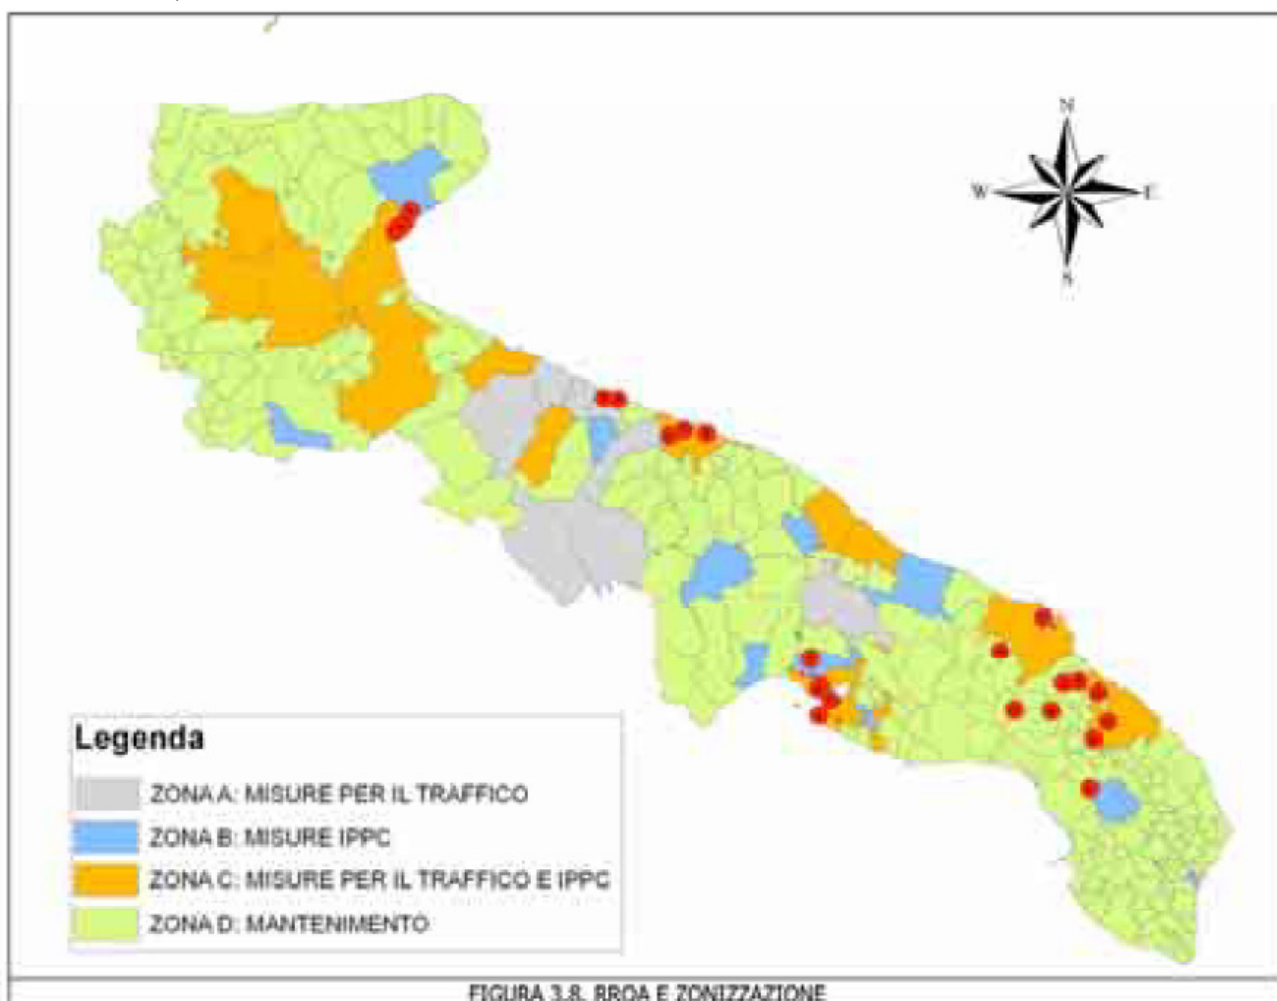 N
W E
S
Legenda
ZONA A: MISURE PER IL TRAFFICO
ZONA B: MISURE IPPC
ZONA C: MISURE PER IL TRAFFICO E IPPC
ZONA D: MANTENIMENTO
FIGURA 3.8. RRQA E ZONIZZAZIONE